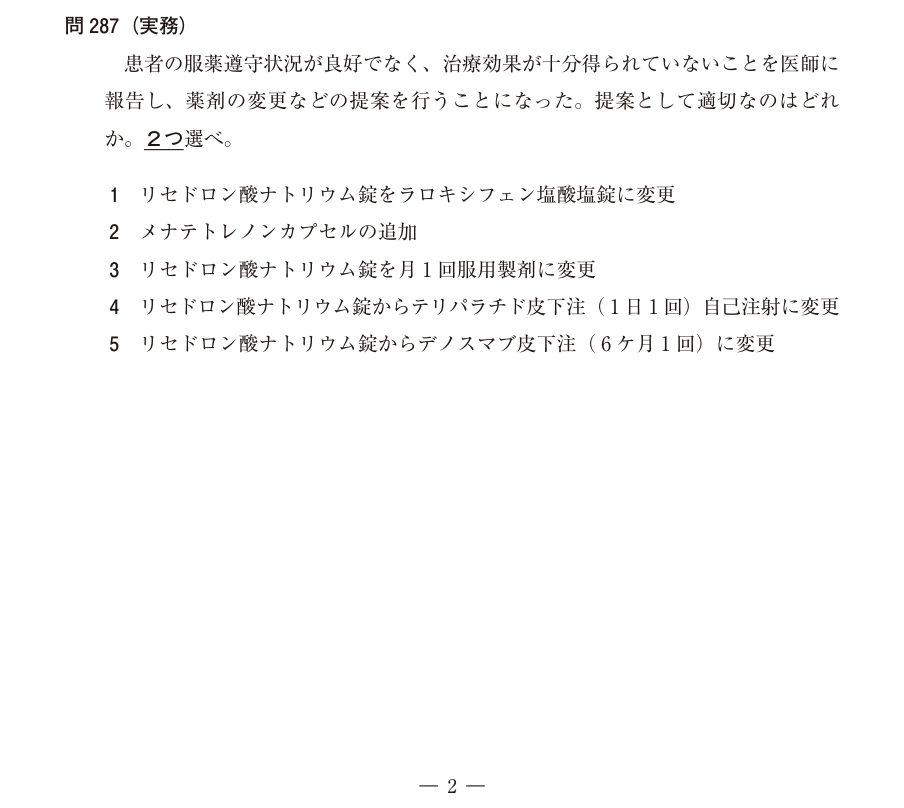 問 287（実務）
患者の服薬遵守状況が良好でなく、治療効果が十分得られていないことを医師に
報告し、薬剤の変更などの提案を行うことになった。提案として適切なのはどれ
か。２つ選べ。
1 リセドロン酸ナトリウム錠をラロキシフェン塩酸塩錠に変更
2 メナテトレノンカプセルの追加
3 リセドロン酸ナトリウム錠を月１回服用製剤に変更
4 リセドロン酸ナトリウム錠からテリパラチド皮下注（１日１回）自己注射に変更
5 リセドロン酸ナトリウム錠からデノスマブ皮下注（６ケ月１回）に変更
— 2 —